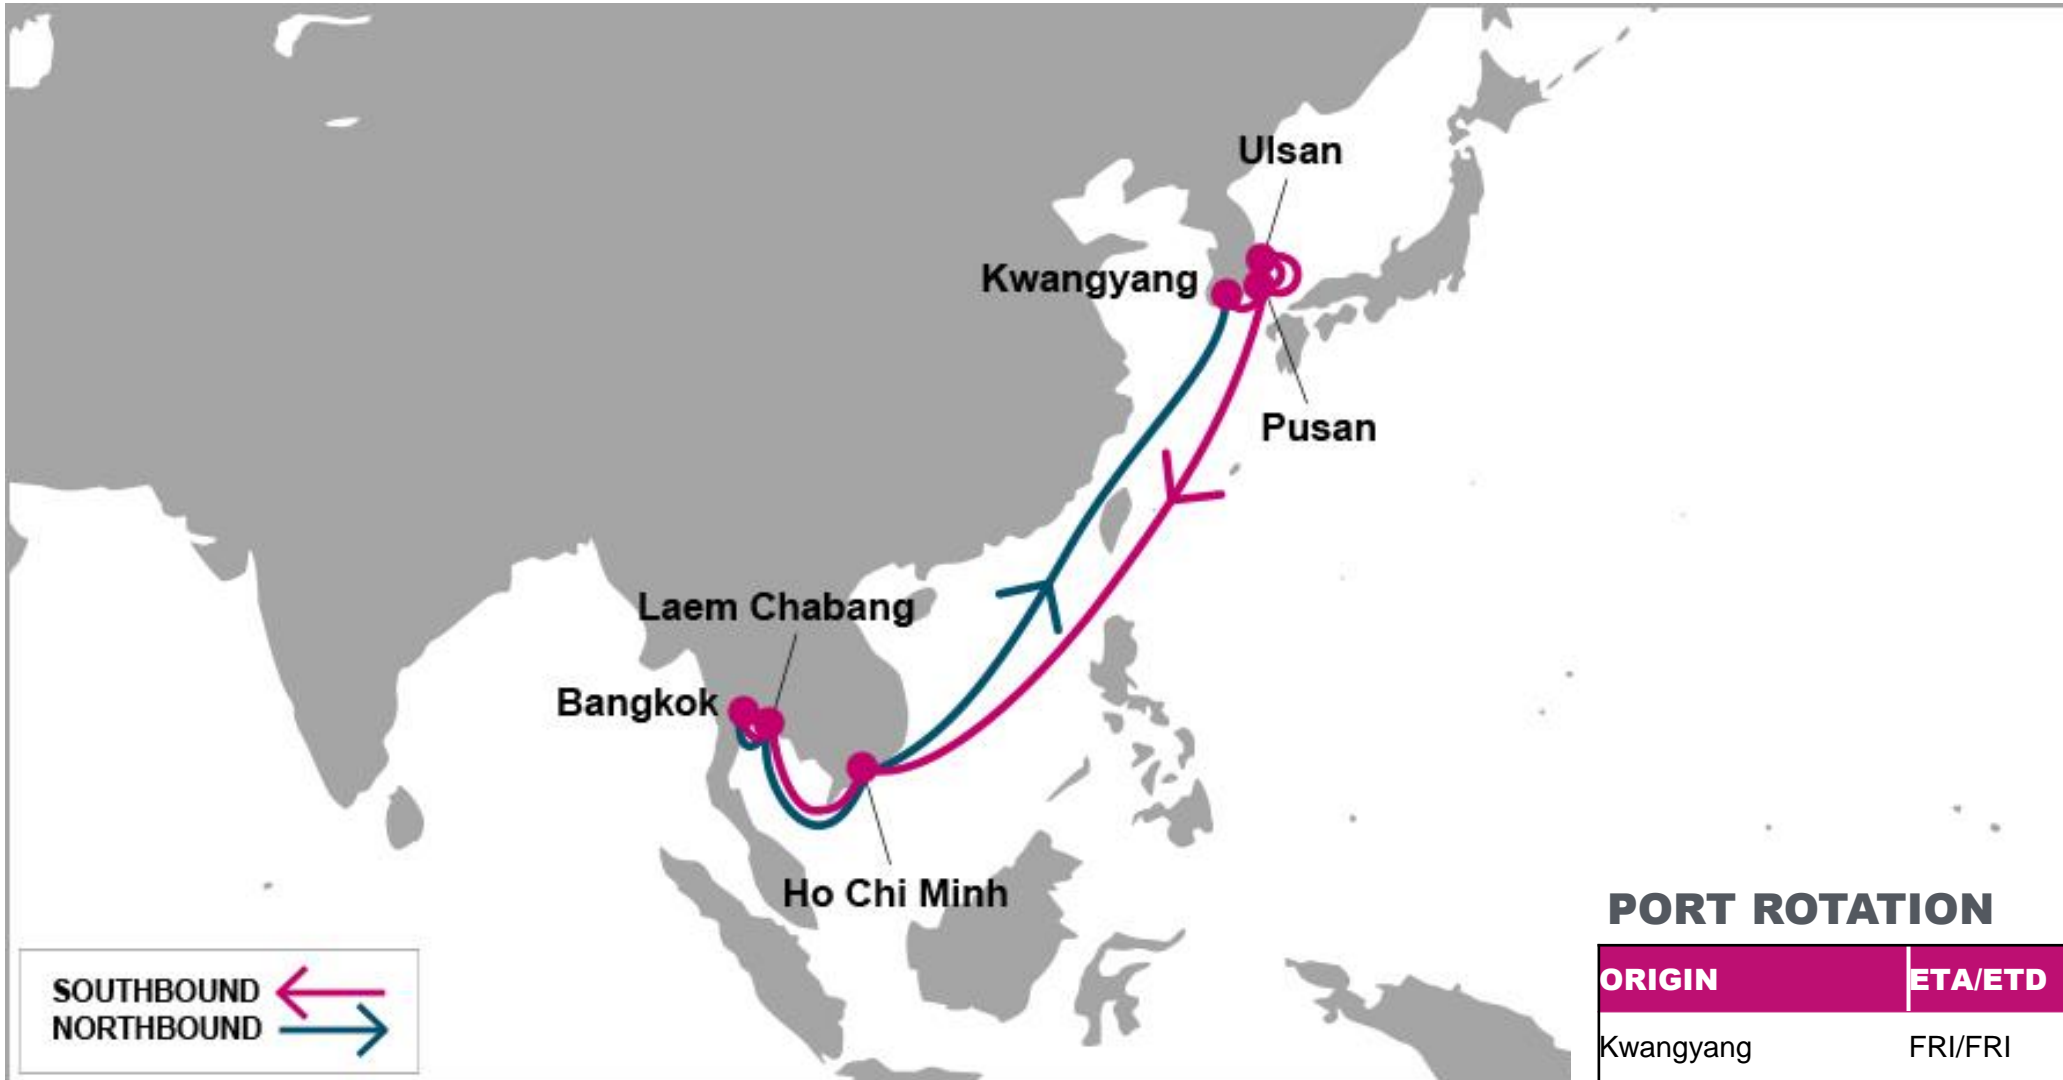 Ulsan
Kwangyang
Pusan
Laem Chabang
Bangkok
Ho Chi Minh
SOUTHBOUND
NORTHBOUND
PORT ROTATION
ORIGIN ETA/ETD
Kwangyang FRI/FRI